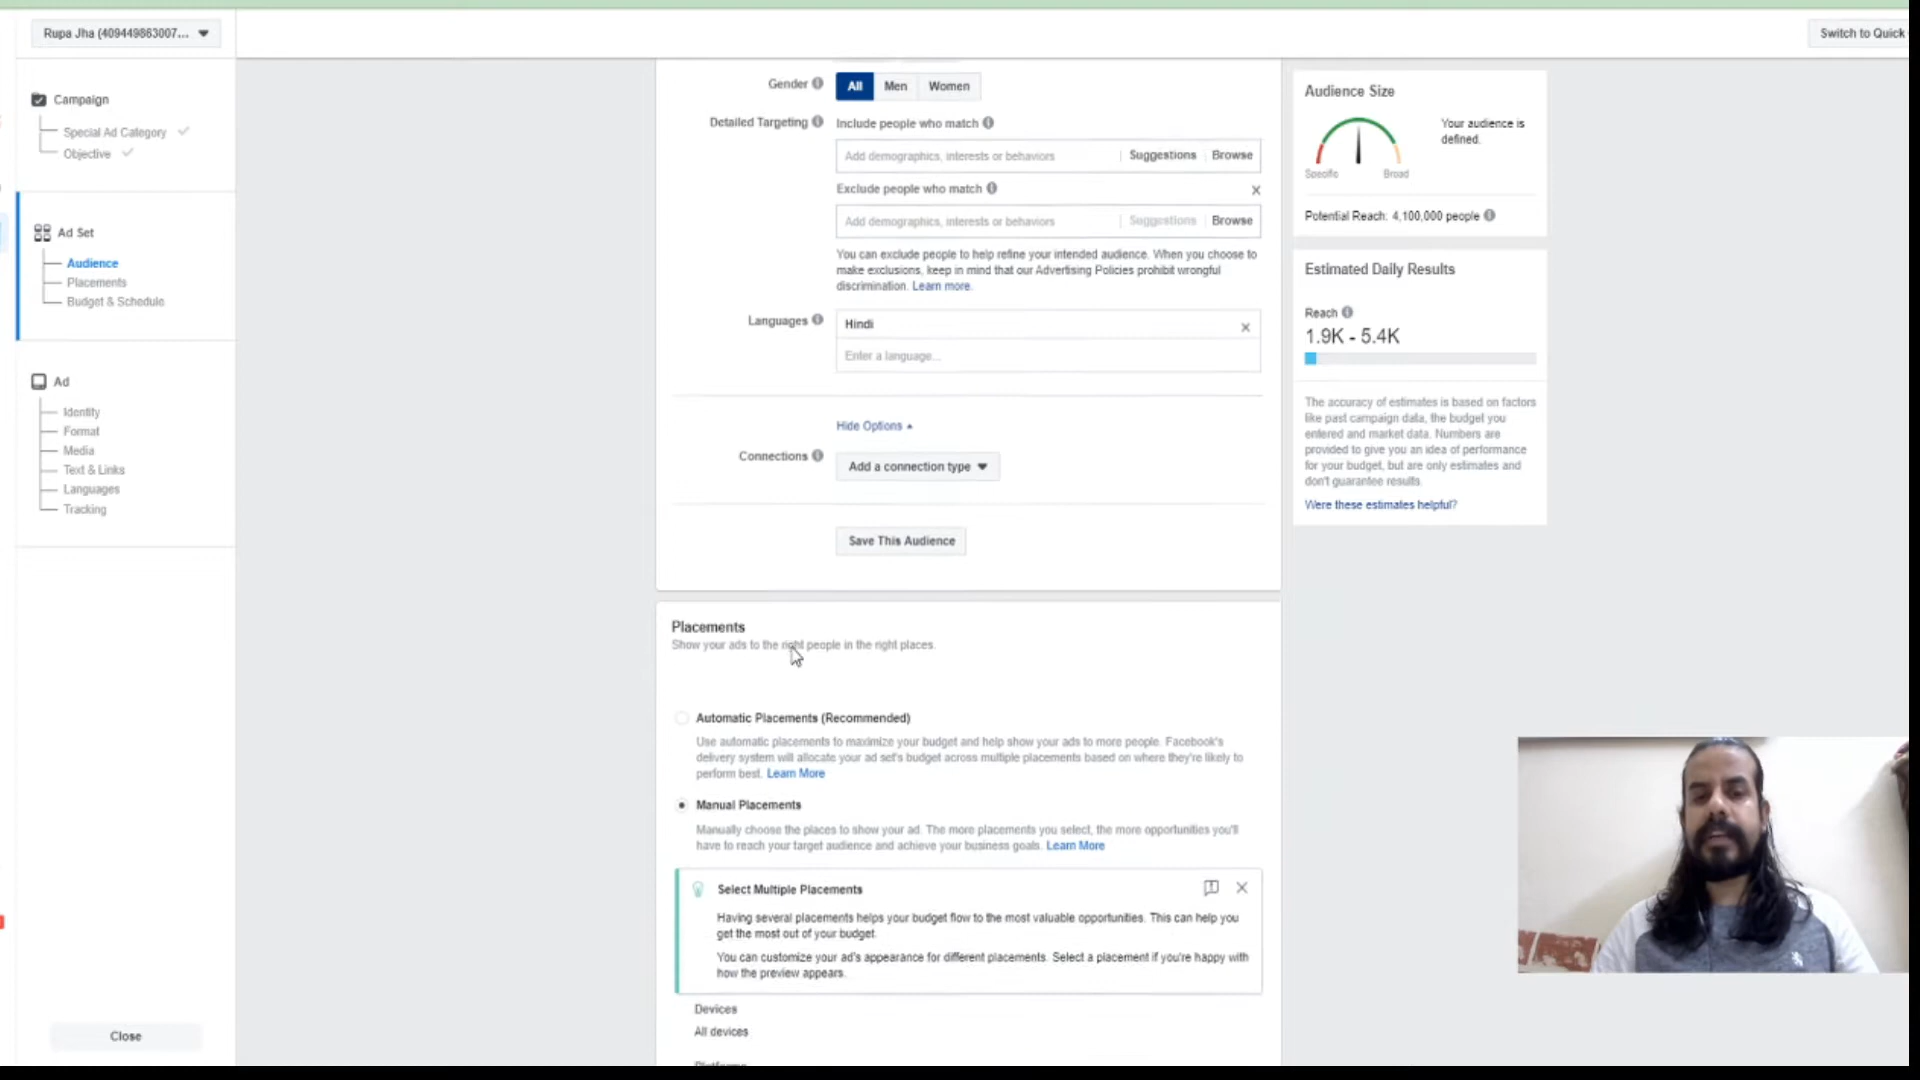 Rupa Jha (409449863007...
Switch to Quick
Campaign
Special Ad Category
Objective
Ad Set
Audience
Placements
Budget & Schedule
Ad
Identity
Format
Media
Text & Links
Languages
Tracking
Close
Gender
All
Men
Women
Detailed Targeting
Include people who match
Add demographics, interests or behaviors
Suggestions
Browse
Exclude people who match
Add demographics, interests or behaviors
Suggestions
Browse
You can exclude people to help refine your intended audience. When you choose to
make exclusions, keep in mind that our Advertising Policies prohibit wrongful
discrimination. Learn more.
Languages
Hindi
Enter a language...
Hide Options
Connections
Add a connection type
Save This Audience
Placements
Show your ads to the right people in the right places.
Automatic Placements (Recommended)
Use automatic placements to maximize your budget and help show your ads to more people. Facebook's
delivery system will allocate your ad set's budget across multiple placements based on where they're likely to
perform best. Learn More
Manual Placements
Manually choose the places to show your ad. The more placements you select, the more opportunities you'll
have to reach your target audience and achieve your business goals. Learn More
Select Multiple Placements
Having several placements helps your budget flow to the most valuable opportunities. This can help you
get the most out of your budget.
You can customize your ad's appearance for different placements. Select a placement if you're happy with
how the preview appears.
Devices
All devices
Platforms
Audience Size
Your audience is
defined.
Specific
Broad
Potential Reach: 4,100,000 people
Estimated Daily Results
Reach
1.9K - 5.4K
The accuracy of estimates is based on factors
like past campaign data, the budget you
entered and market data. Numbers are
provided to give you an idea of performance
for your budget, but are only estimates and
don't guarantee results.
Were these estimates helpful?